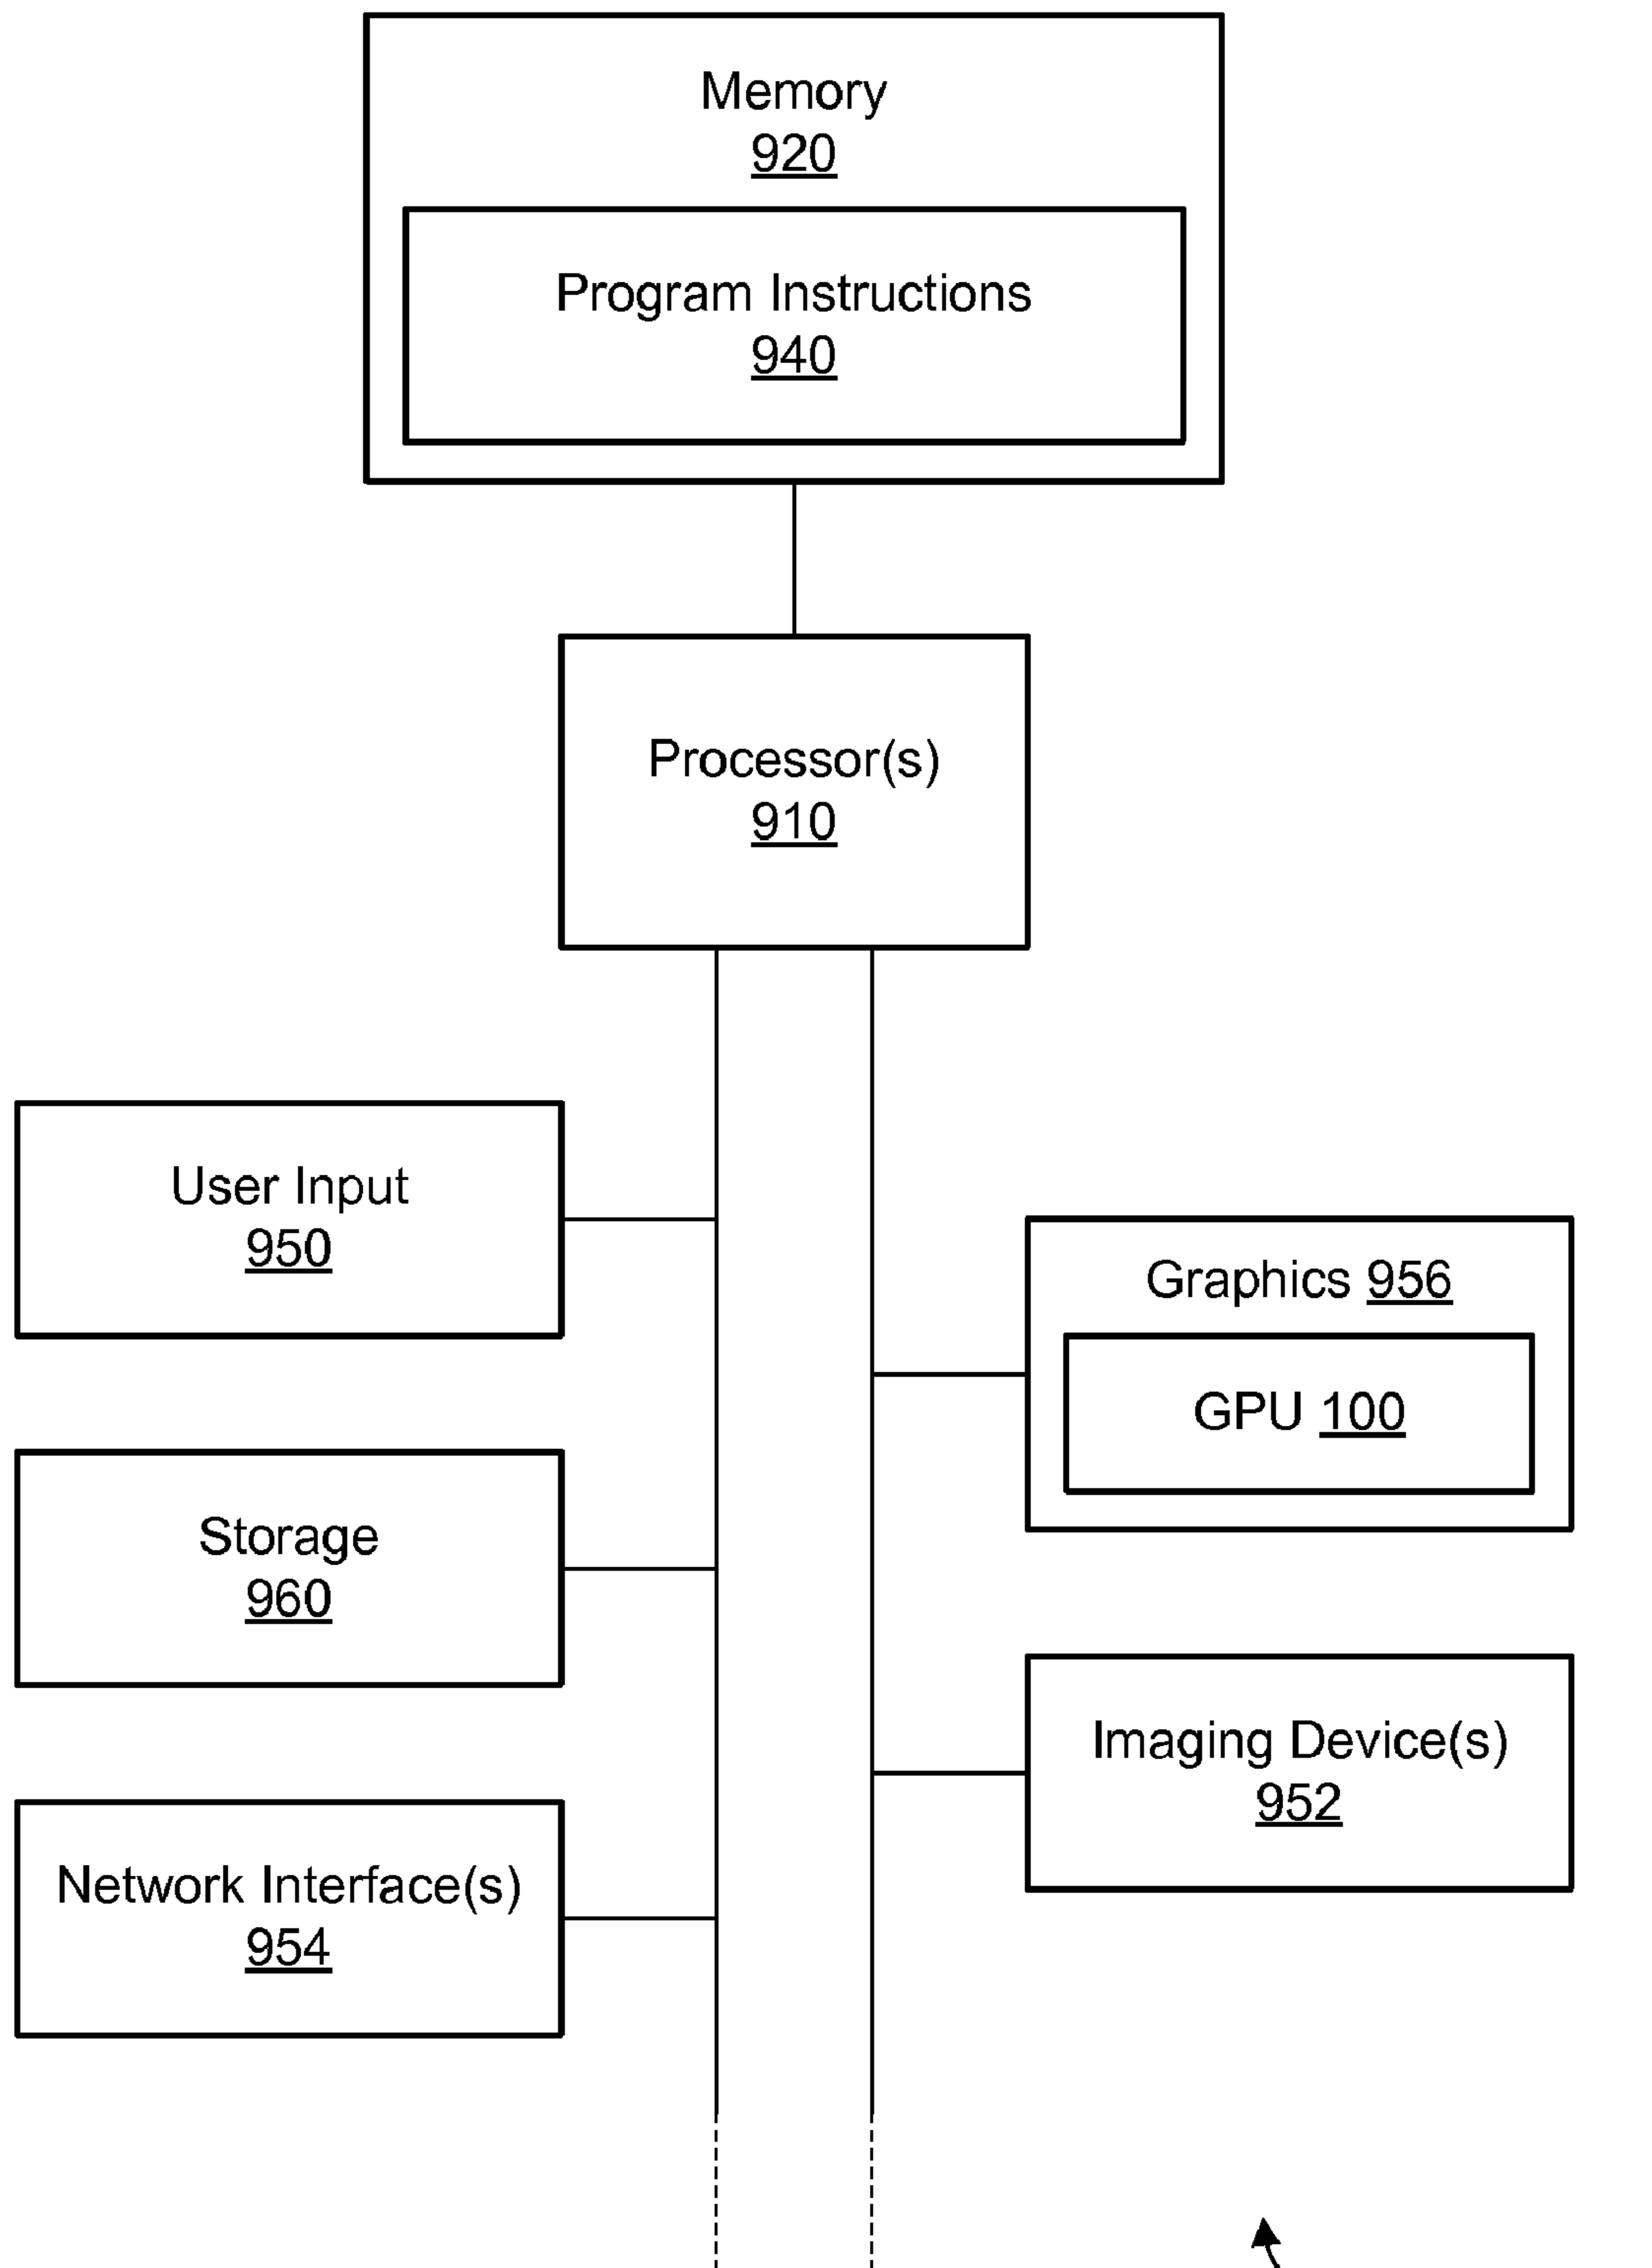 Memory
920
Program Instructions
940
Processor(s)
910
User Input
950
Graphics 956
GPU 100
Storage
960
Imaging Device(s)
952
Network Interface(s)
954